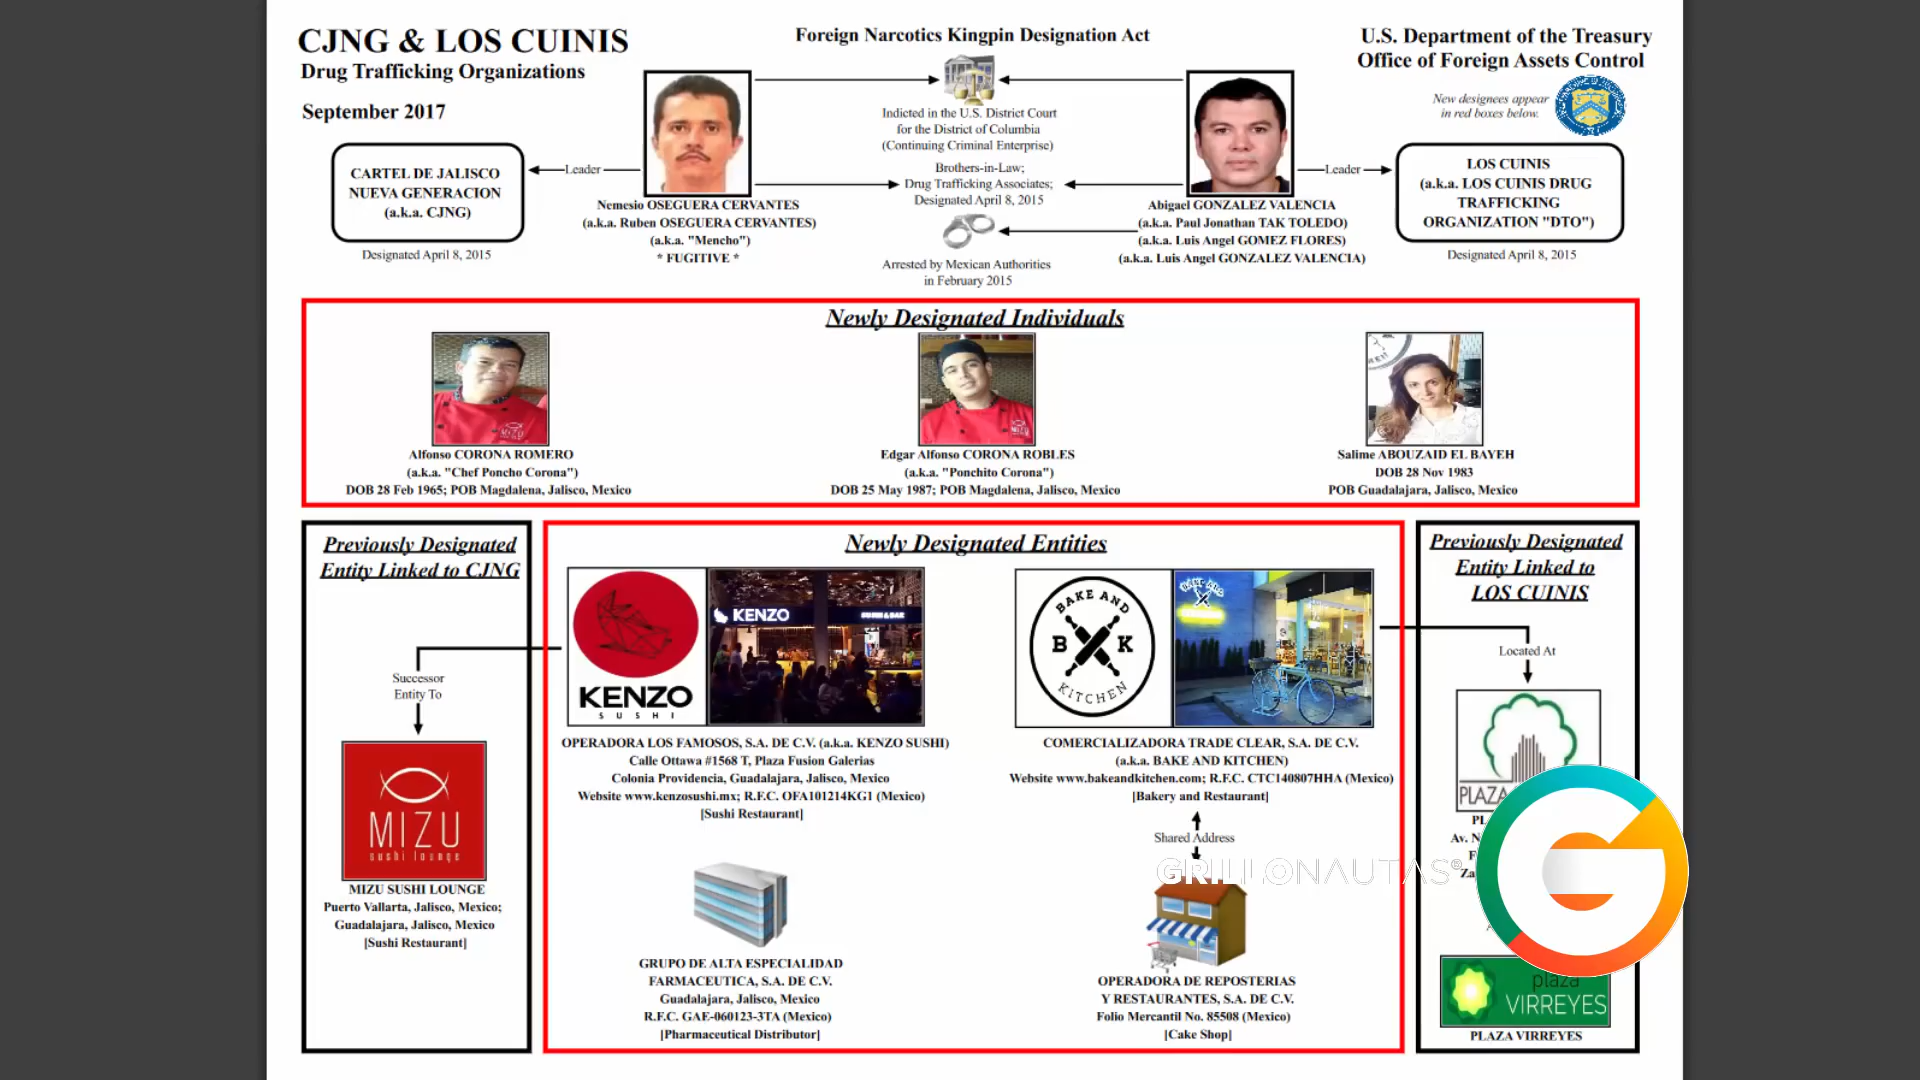 CJNG & LOS CUINIS
Drug Trafficking Organizations
September 2017
Foreign Narcotics Kingpin Designation Act
U.S. Department of the Treasury
Office of Foreign Assets Control
New designees appear
in red boxes below.
CARTEL DE JALISCO
NUEVA GENERACION
(a.k.a. CJNG)
Designated April 8, 2015
Leader
Nemesio OSEGUERA CERVANTES
(a.k.a. Ruben OSEGUERA CERVANTES)
(a.k.a. "Mencho")
* FUGITIVE *
Indicted in the U.S. District Court
for the District of Columbia
(Continuing Criminal Enterprise)
Brothers-in-Law;
Drug Trafficking Associates;
Designated April 8, 2015
Arrested by Mexican Authorities
in February 2015
Abigael GONZALEZ VALENCIA
(a.k.a. Paul Jonathan TAK TOLEDO)
(a.k.a. Luis Angel GOMEZ FLORES)
(a.k.a. Luis Angel GONZALEZ VALENCIA)
Leader
LOS CUINIS
(a.k.a. LOS CUINIS DRUG
TRAFFICKING
ORGANIZATION "DTO")
Designated April 8, 2015
Newly Designated Individuals
MIZU
Alfonso CORONA ROMERO
(a.k.a. "Chef Poncho Corona")
DOB 28 Feb 1965; POB Magdalena, Jalisco, Mexico
MIZU
Edgar Alfonso CORONA ROBLES
(a.k.a. "Ponchito Corona")
DOB 25 May 1987; POB Magdalena, Jalisco, Mexico
Salime ABOUZAID EL BAYEH
DOB 28 Nov 1983
POB Guadalajara, Jalisco, Mexico
Previously Designated
Entity Linked to CJNG
Successor
Entity To
MIZU
sushi lounge
MIZU SUSHI LOUNGE
Puerto Vallarta, Jalisco, Mexico;
Guadalajara, Jalisco, Mexico
[Sushi Restaurant]
Newly Designated Entities
KENZO
SUSHI
KENZO
SUSHI & BAR
OPERADORA LOS FAMOSOS, S.A. DE C.V. (a.k.a. KENZO SUSHI)
Calle Ottawa #1568 T, Plaza Fusion Galerias
Colonia Providencia, Guadalajara, Jalisco, Mexico
Website www.kenzosushi.mx; R.F.C. OFA101214KG1 (Mexico)
[Sushi Restaurant]
GRUPO DE ALTA ESPECIALIDAD
FARMACEUTICA, S.A. DE C.V.
Guadalajara, Jalisco, Mexico
R.F.C. GAE-060123-3TA (Mexico)
[Pharmaceutical Distributor]
BAKE AND
B K
KITCHEN
BAKE AND
COMERCIALIZADORA TRADE CLEAR, S.A. DE C.V.
(a.k.a. BAKE AND KITCHEN)
Website www.bakeandkitchen.com; R.F.C. CTC140807HHA (Mexico)
[Bakery and Restaurant]
Shared Address
GRILLONAUTAS®
OPERADORA DE REPOSTERIAS
Y RESTAURANTES, S.A. DE C.V.
Folio Mercantil No. 85508 (Mexico)
[Cake Shop]
Previously Designated
Entity Linked to
LOS CUINIS
Located At
PLAZA
Av.
plaza
VIRREYES
PLAZA VIRREYES